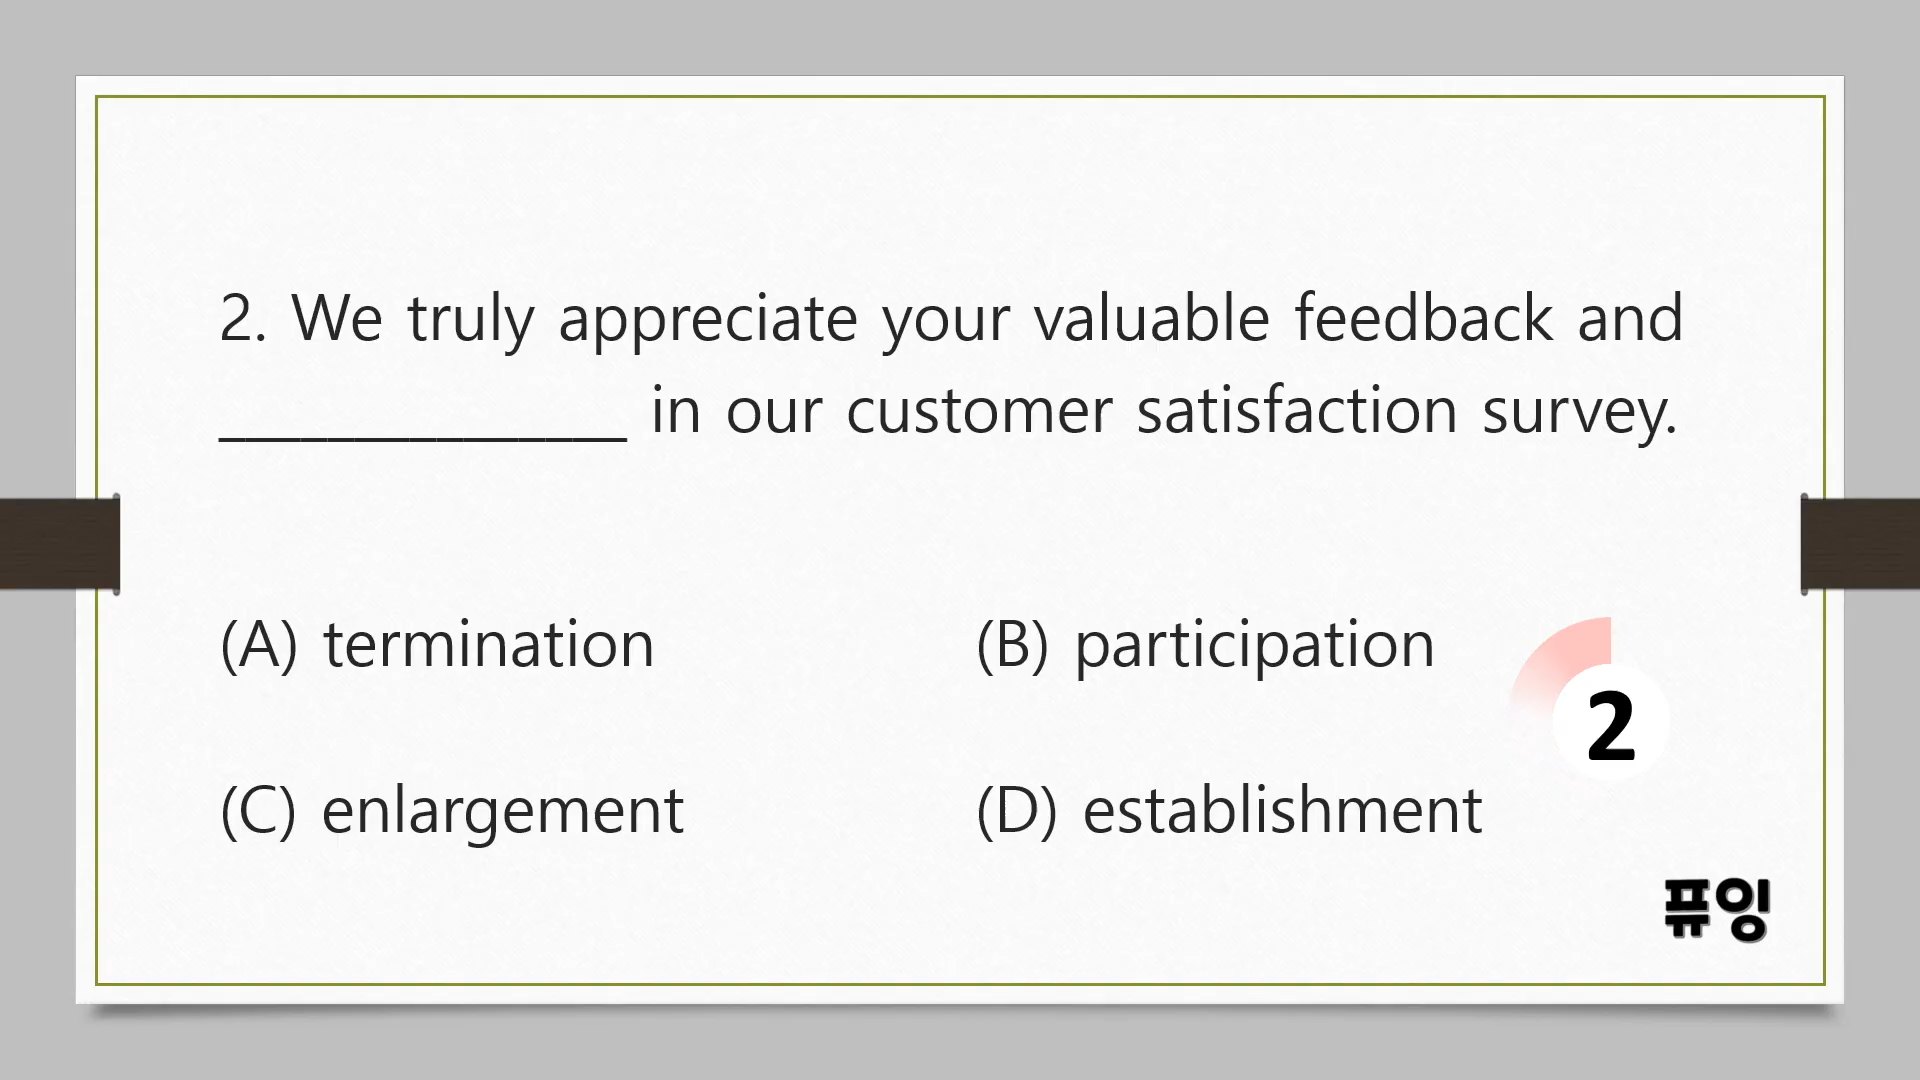 2. We truly appreciate your valuable feedback and
_______________ in our customer satisfaction survey.
(A) termination
(B) participation
2
(C) enlargement
(D) establishment
퓨잉